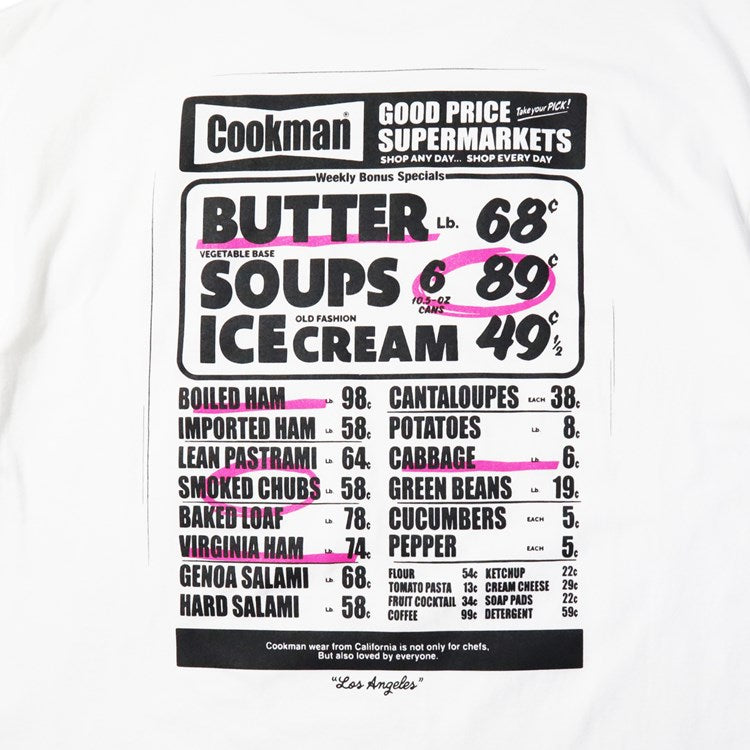 Cookman®
GOOD PRICE Take your PICK!
SUPERMARKETS
SHOP ANY DAY... SHOP EVERY DAY
Weekly Bonus Specials
BUTTER Lb. 68¢
VEGETABLE BASE
SOUPS 6 89¢
10.5-OZ
CANS
OLD FASHION
ICE CREAM 49¢ 1/2
BOILED HAM Lb. 98¢
IMPORTED HAM Lb. 58¢
LEAN PASTRAMI Lb. 64¢
SMOKED CHUBS Lb. 58¢
BAKED LOAF Lb. 78¢
VIRGINIA HAM Lb. 74¢
GENOA SALAMI Lb. 68¢
HARD SALAMI Lb. 58¢
CANTALOUPES EACH 38¢
POTATOES Lb. 8¢
CABBAGE Lb. 6¢
GREEN BEANS Lb. 19¢
CUCUMBERS EACH 5¢
PEPPER EACH 5¢
FLOUR 54¢
TOMATO PASTA 13¢
FRUIT COCKTAIL 34¢
COFFEE 99¢
KETCHUP 22¢
CREAM CHEESE 29¢
SOAP PADS 22¢
DETERGENT 59¢
Cookman wear from California is not only for chefs,
But also loved by everyone.
"Los Angeles"